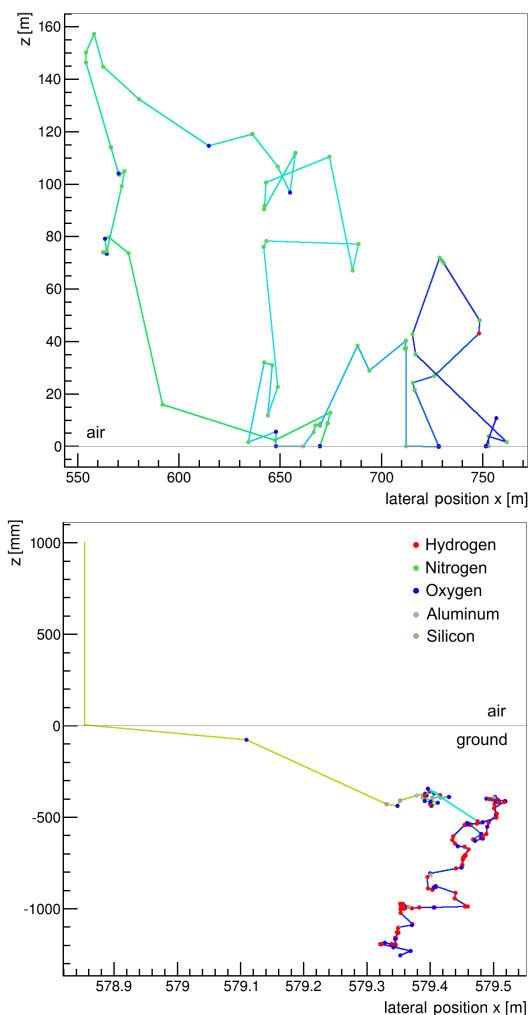 z [m]
160
140
120
100
80
60
40
20
0
air
550
600
650
700
750
lateral position x [m]
z [mm]
1000
500
0
-500
-1000
Hydrogen
Nitrogen
Oxygen
Aluminum
Silicon
air
ground
578.9
579
579.1
579.2
579.3
579.4
579.5
lateral position x [m]